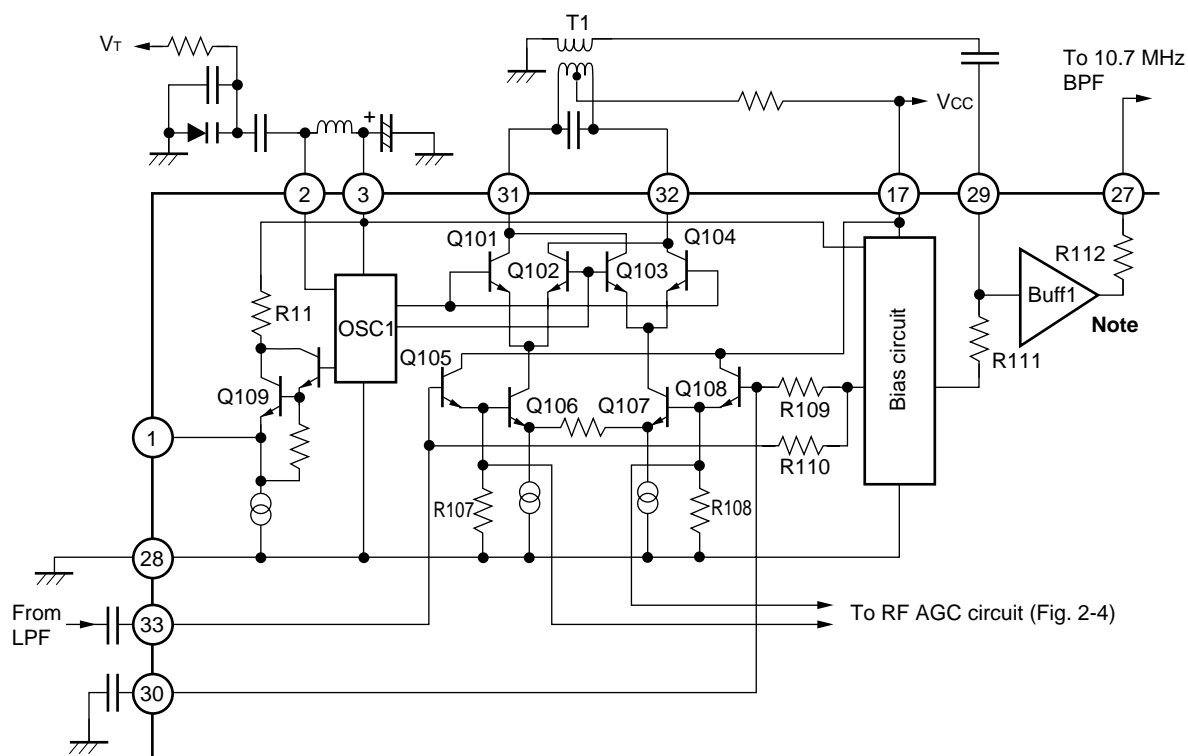 T1
VT
To 10.7 MHz
BPF
+
VCC
2
3
31
32
17
29
27
Q101
Q104
Q102
Q103
R112
R11
OSC1
Buff1
Note
Q105
R111
Bias circuit
Q109
Q106
Q107
Q108
R109
1
R110
R107
R108
28
From
LPF
33
To RF AGC circuit (Fig. 2-4)
30